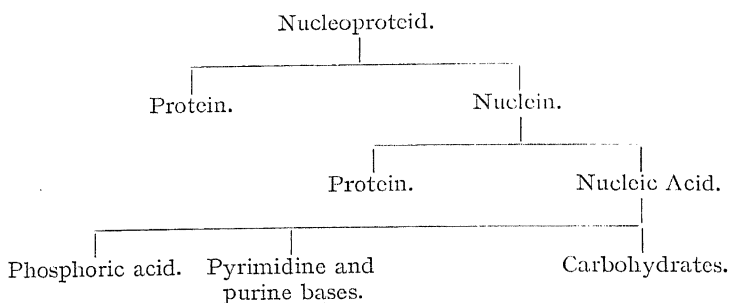 Nucleoproteid.
Protein. Nuclein.
Protein. Nucleic Acid.
Phosphoric acid. Pyrimidine and Carbohydrates.
purine bases.